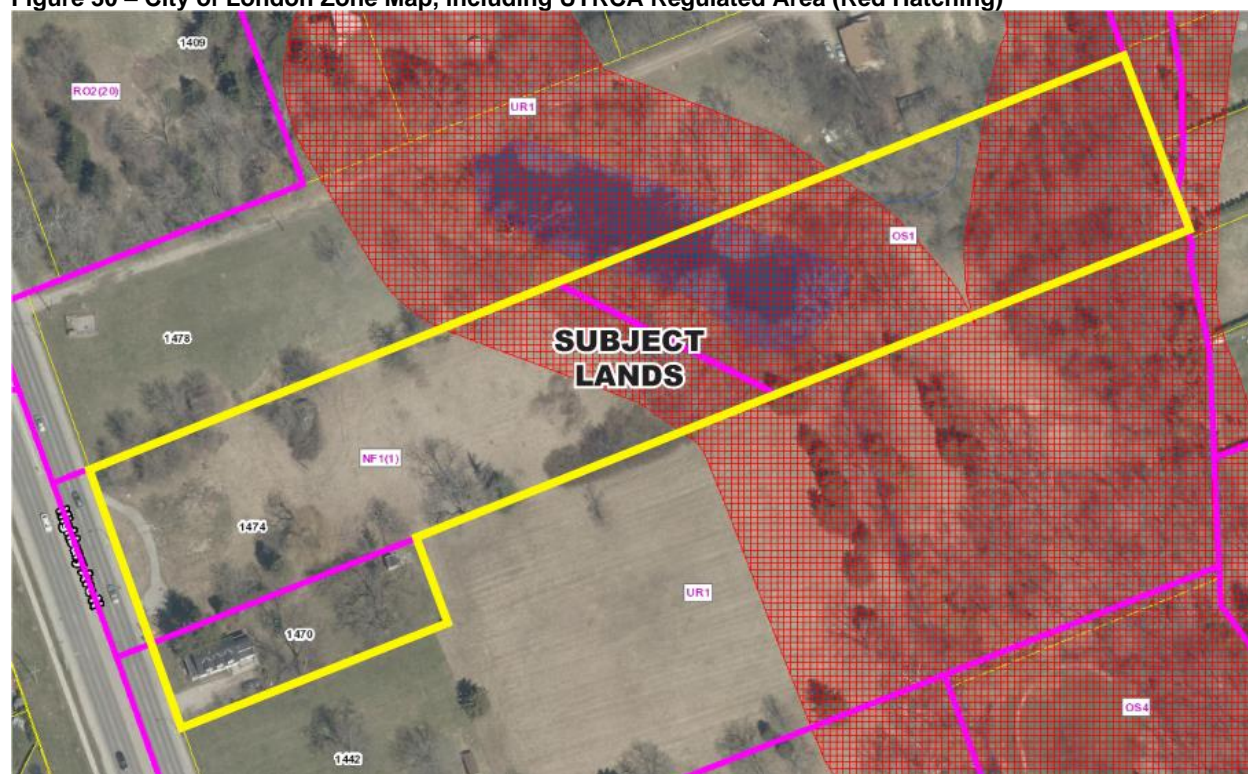 Figure 30 – City of London Zone Map, including UTRCA Regulated Area (Red Hatching)
1409
RO2(20)
UR1
OS1
1478
SUBJECT
LANDS
NF1(1)
1474
UR1
1470
OS4
1442